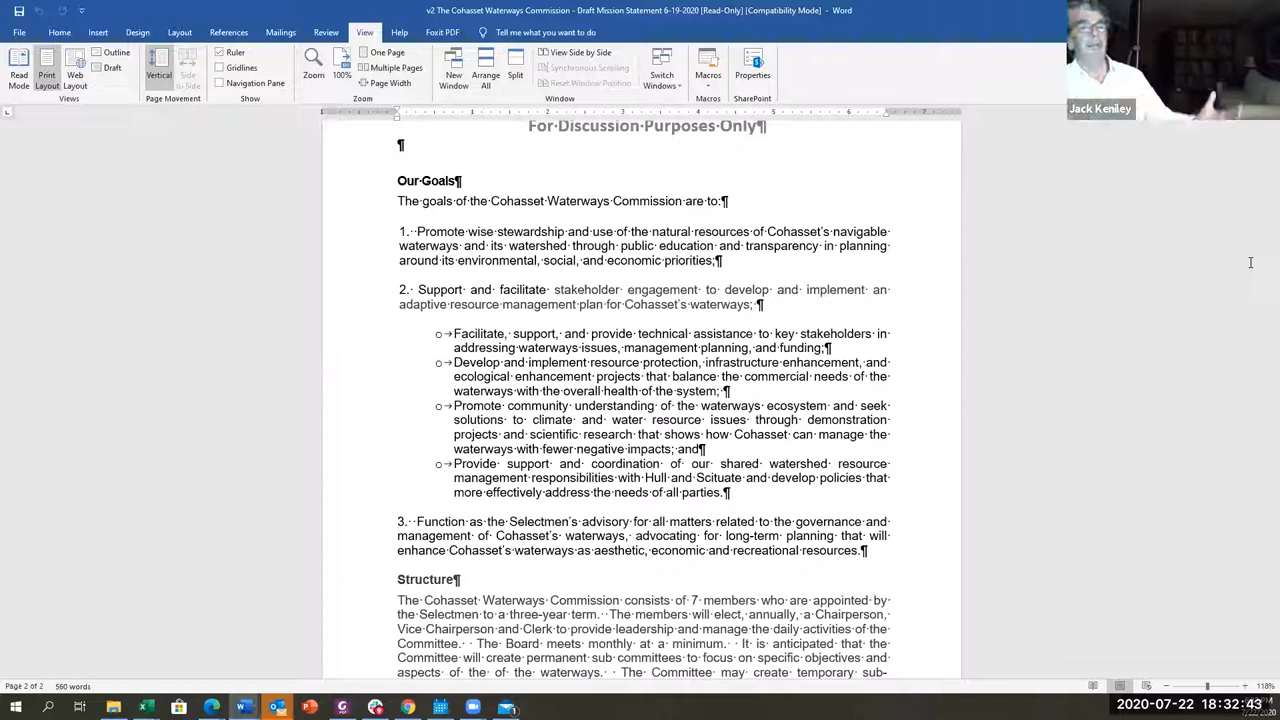 v2 The Cohasset Waterways Commission - Draft Mission Statement 6-19-2020 [Read-Only] [Compatibility Mode] - Word
File Home Insert Design Layout References Mailings Review View Help Foxit PDF Tell me what you want to do
Read Mode
Print Layout
Web Layout
Outline
Draft
Views
Vertical
Side to Side
Page Movement
Ruler
Gridlines
Navigation Pane
Show
Zoom
100%
One Page
Multiple Pages
Page Width
Zoom
New Window
Arrange All
Split
View Side by Side
Synchronous Scrolling
Reset Window Position
Window
Switch Windows
Macros
Macros
Properties
SharePoint
Jack Keniley
For Discussion Purposes Only¶
¶
Our Goals¶
The goals of the Cohasset Waterways Commission are to:¶
1. Promote wise stewardship and use of the natural resources of Cohasset's navigable
waterways and its watershed through public education and transparency in planning
around its environmental, social, and economic priorities;¶
2. Support and facilitate stakeholder engagement to develop and implement an
adaptive resource management plan for Cohasset's waterways; ¶
o→Facilitate, support, and provide technical assistance to key stakeholders in
addressing waterways issues, management planning, and funding;¶
o→Develop and implement resource protection, infrastructure enhancement, and
ecological enhancement projects that balance the commercial needs of the
waterways with the overall health of the system; ¶
o→Promote community understanding of the waterways ecosystem and seek
solutions to climate and water resource issues through demonstration
projects and scientific research that shows how Cohasset can manage the
waterways with fewer negative impacts; and¶
o→Provide support and coordination of our shared watershed resource
management responsibilities with Hull and Scituate and develop policies that
more effectively address the needs of all parties.¶
3. Function as the Selectmen's advisory for all matters related to the governance and
management of Cohasset's waterways, advocating for long-term planning that will
enhance Cohasset's waterways as aesthetic, economic and recreational resources.¶
Structure¶
The Cohasset Waterways Commission consists of 7 members who are appointed by
the Selectmen to a three-year term. The members will elect, annually, a Chairperson,
Vice Chairperson and Clerk to provide leadership and manage the daily activities of the
Committee. The Board meets monthly at a minimum. It is anticipated that the
Committee will create permanent sub committees to focus on specific objectives and
aspects of the of the waterways. The Committee may create temporary sub-
Page 2 of 2 560 words 118%
2020-07-22 18:32:43